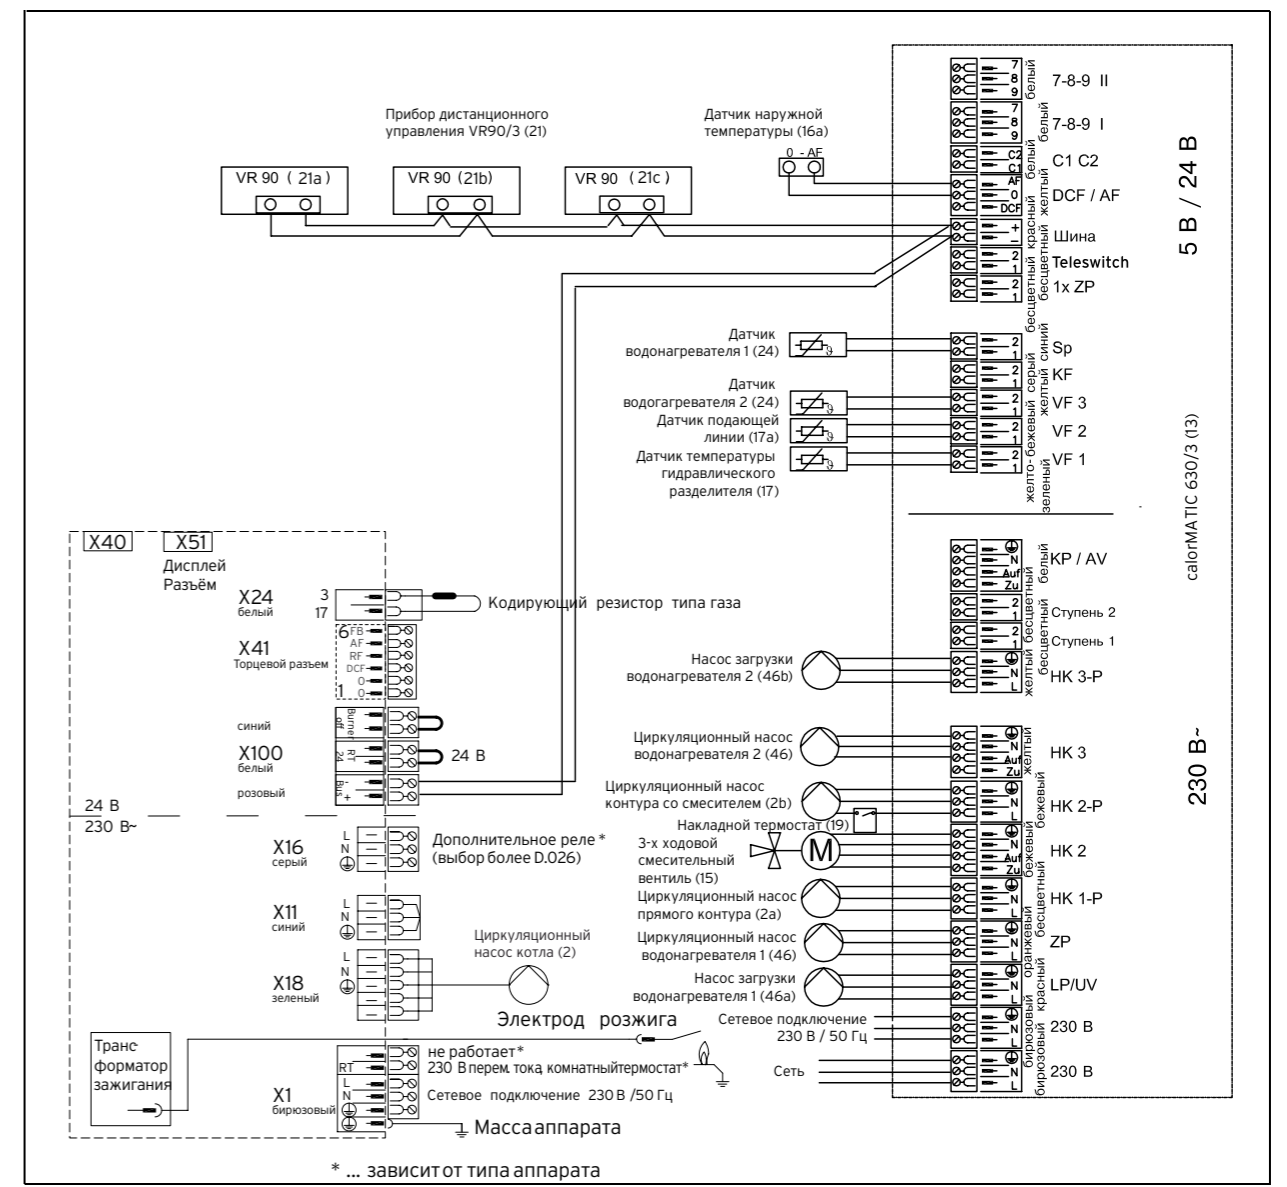 Прибор дистанционного
управления VR90/3 (21)
Датчик наружной
температуры (16a)
0 - AF
VR 90 ( 21a )
VR 90 (21b)
VR 90 (21c )
7
8
9
белый
7-8-9 II
7
8
9
белый
7-8-9 I
C2
C1
белый
C1 C2
AF
0
DCF
желтый
DCF / AF
+
–
красный
Шина
2
1
бесцветный
Teleswitch
2
1
бесцветный
1x ZP
5 В / 24 В
Датчик
водонагревателя 1 (24)
2
1
синий
Sp
2
1
серый
KF
Датчик
водогагревателя 2 (24)
2
1
желтый
VF 3
Датчик подающей
линии (17a)
2
1
бежевый
VF 2
Датчик температуры
гидравлического
разделителя (17)
2
1
желто-
зеленый
VF 1
calorMATIC 630/3 (13)
X40
X51
Дисплей
Разъём
X24
белый
3
17
Кодирующий резистор типа газа
X41
Торцевой разъем
6
FB
AF
RF
DCF
0
1
0
синий
Burner
off
X100
белый
RT
24
24 В
розовый
Bus
-
+
24 В
230 В~
X16
серый
L
N
Дополнительное реле *
(выбор более D.026)
X11
синий
L
N
X18
зеленый
L
N
Циркуляционный
насос котла (2)
Электрод розжига
Транс
форматор
зажигания
RT
не работает*
230 В перем. тока, комнатныйтермостат*
X1
бирюзовый
L
N
Сетевое подключение 230 В /50 Гц
Масса аппарата
* ... зависит от типа аппарата
N
Auf
Zu
белый
KP / AV
2
1
бесцветный
Ступень 2
2
1
бесцветный
Ступень 1
Насос загрузки
водонагревателя 2 (46b)
N
L
желтый
HK 3-P
Циркуляционный насос
водонагревателя 2 (46)
N
Auf
Zu
желтый
HK 3
230 В~
Циркуляционный насос
контура со смесителем (2b)
N
L
бежевый
HK 2-P
Накладной термостат (19)
3-х ходовой
смесительный
вентиль (15)
M
N
Auf
Zu
бежевый
HK 2
Циркуляционный насос
прямого контура (2a)
N
L
бесцветный
HK 1-P
Циркуляционный насос
водонагревателя 1 (46)
N
L
оранжевый
ZP
Насос загрузки
водонагревателя 1 (46a)
N
L
красный
LP/UV
Сетевое подключение
230 В / 50 Гц
N
L
бирюзовый
230 В
Сеть
N
L
бирюзовый
230 В